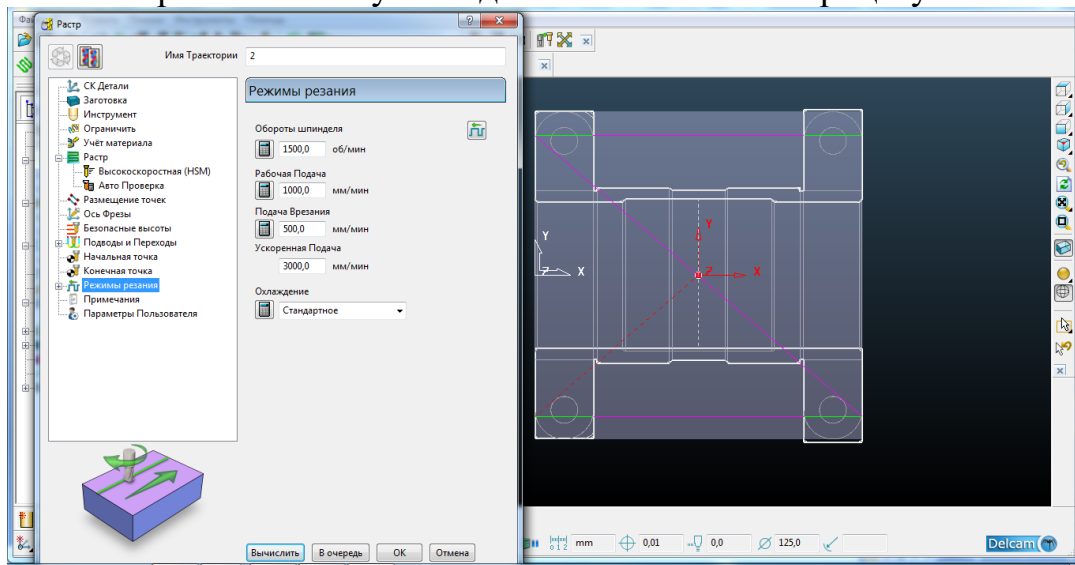 Растр
Имя Траектории 2
СК Детали
Заготовка
Инструмент
Ограничить
Учёт материала
Растр
Высокоскоростная (HSM)
Авто Проверка
Размещение точек
Ось Фрезы
Безопасные высоты
Подводы и Переходы
Начальная точка
Конечная точка
Режимы резания
Примечания
Параметры Пользователя
Режимы резания
Обороты шпинделя
1500,0 об/мин
Рабочая Подача
1000,0 мм/мин
Подача Врезания
500,0 мм/мин
Ускоренная Подача
3000,0 мм/мин
Охлаждение
Стандартное
Вычислить В очередь ОК Отмена
Y
Z X
Y
Z X
mm 0,01 0,0 125,0
Delcam